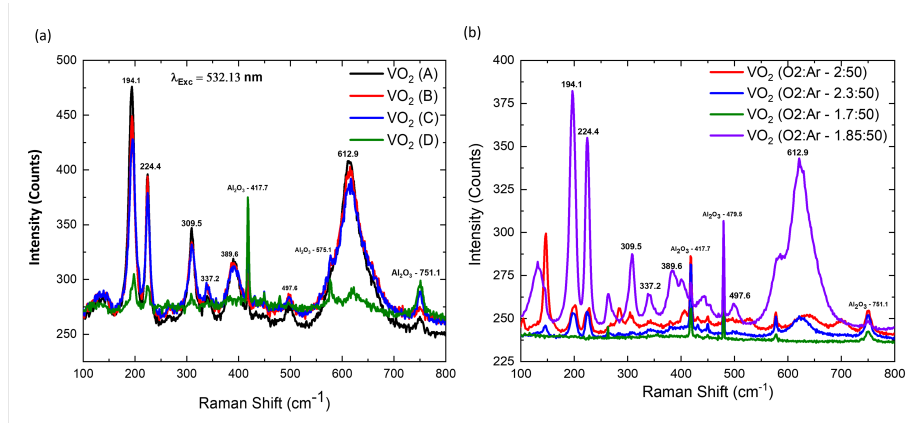 (a)
500
450
400
350
300
250
Intensity (Counts)
194.1
λExc = 532.13 nm
VO2 (A)
VO2 (B)
VO2 (C)
VO2 (D)
224.4
309.5
337.2
389.6
Al2O3 - 417.7
497.6
Al2O3 - 575.1
612.9
Al2O3 - 751.1
100 200 300 400 500 600 700 800
Raman Shift (cm-1)
(b)
400
375
350
325
300
275
250
225
Intensity (Counts)
194.1
VO2 (O2:Ar - 2:50)
VO2 (O2:Ar - 2.3:50)
VO2 (O2:Ar - 1.7:50)
VO2 (O2:Ar - 1.85:50)
224.4
612.9
Al2O3 - 479.5
309.5
Al2O3 - 417.7
389.6
337.2
497.6
Al2O3 - 751.1
100 200 300 400 500 600 700 800
Raman Shift (cm-1)